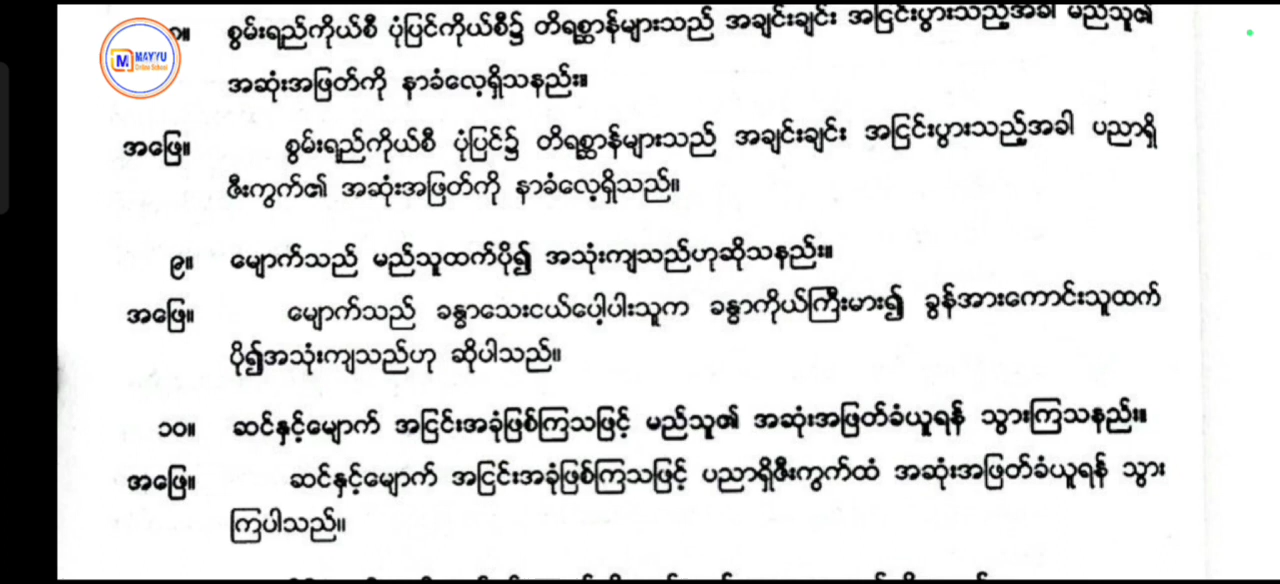 MAYYU
Online School
စွမ်းရည်ကိုယ်စီ ပုံပြင်ကိုယ်စီ၌ တိရစ္ဆာန်များသည် အချင်းချင်း အငြင်းပွားသည့်အခါ မည်သူ၏
အဆုံးအဖြတ်ကို နာခံလေ့ရှိသနည်း။
အဖြေ။ စွမ်းရည်ကိုယ်စီ ပုံပြင်၌ တိရစ္ဆာန်များသည် အချင်းချင်း အငြင်းပွားသည့်အခါ ပညာရှိ
ဇီးကွက်၏ အဆုံးအဖြတ်ကို နာခံလေ့ရှိသည်။
၉။ မျောက်သည် မည်သူထက်ပို၍ အသုံးကျသည်ဟုဆိုသနည်း။
အဖြေ။ မျောက်သည် ခန္ဓာသေးငယ်ပေါ့ပါးသူက ခန္ဓာကိုယ်ကြီးမား၍ ခွန်အားကောင်းသူထက်
ပို၍အသုံးကျသည်ဟု ဆိုပါသည်။
၁၀။ ဆင်နှင့်မျောက် အငြင်းအခုံဖြစ်ကြသဖြင့် မည်သူ၏ အဆုံးအဖြတ်ခံယူရန် သွားကြသနည်း။
အဖြေ။ ဆင်နှင့်မျောက် အငြင်းအခုံဖြစ်ကြသဖြင့် ပညာရှိဇီးကွက်ထံ အဆုံးအဖြတ်ခံယူရန် သွား
ကြပါသည်။